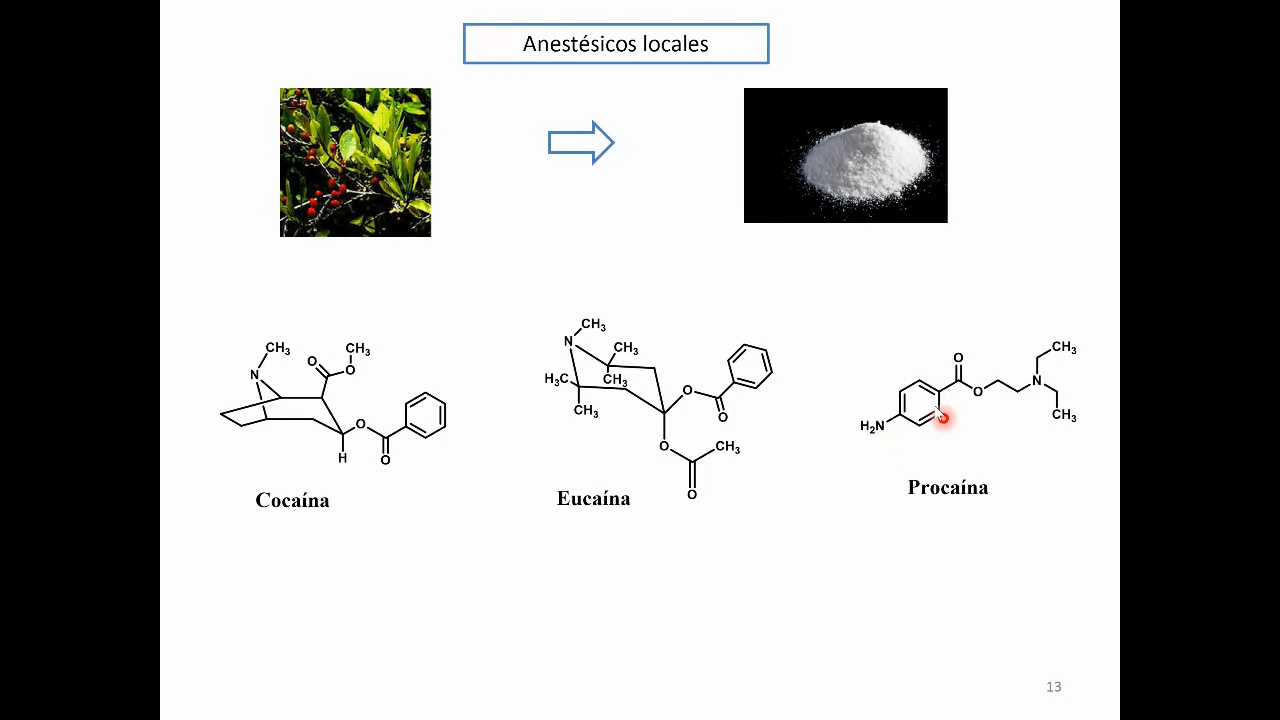 Anestésicos locales
CH3
N
O
CH3
O
O
O
H
Cocaína
CH3
N
CH3
CH3
H3C
CH3
O
O
O
CH3
O
Eucaína
O
CH3
O
N
CH3
H2N
Procaína
13